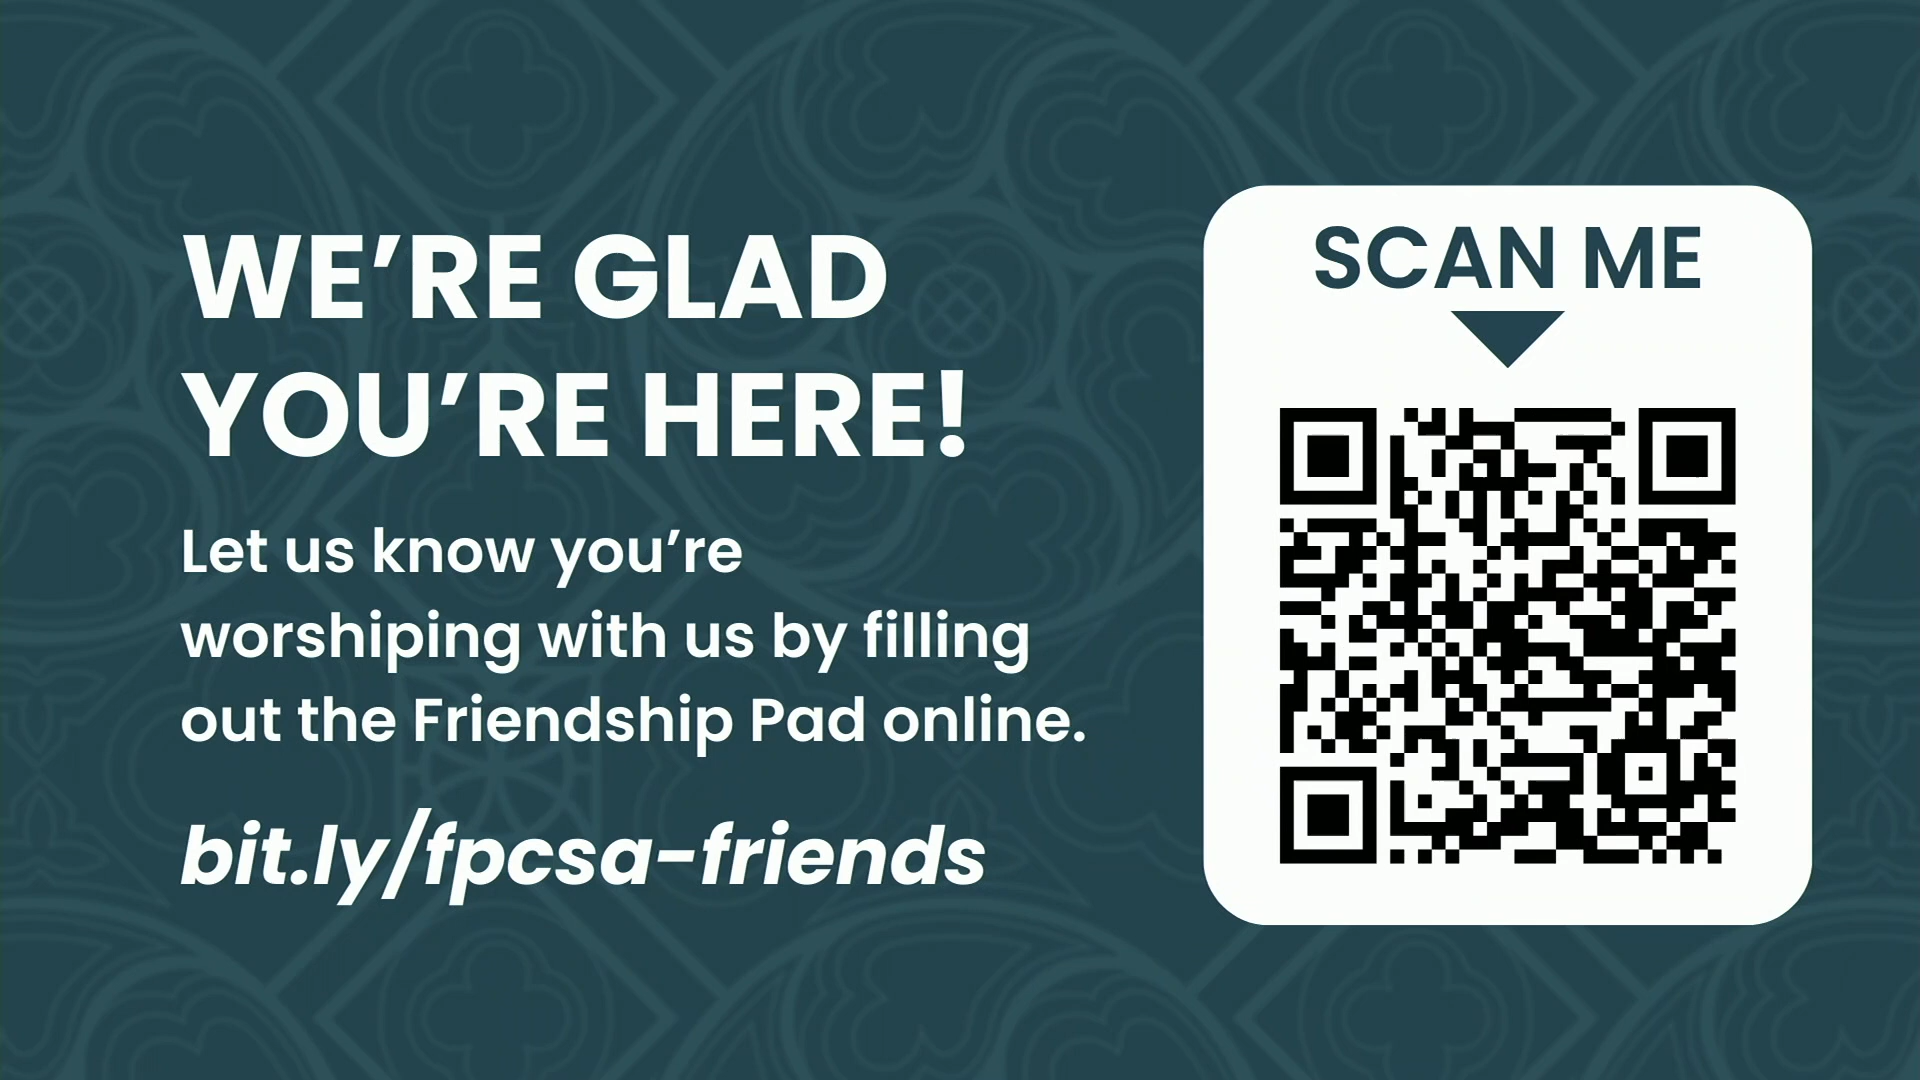 WE’RE GLAD
YOU’RE HERE!
Let us know you’re
worshiping with us by filling
out the Friendship Pad online.
bit.ly/fpcsa-friends
SCAN ME